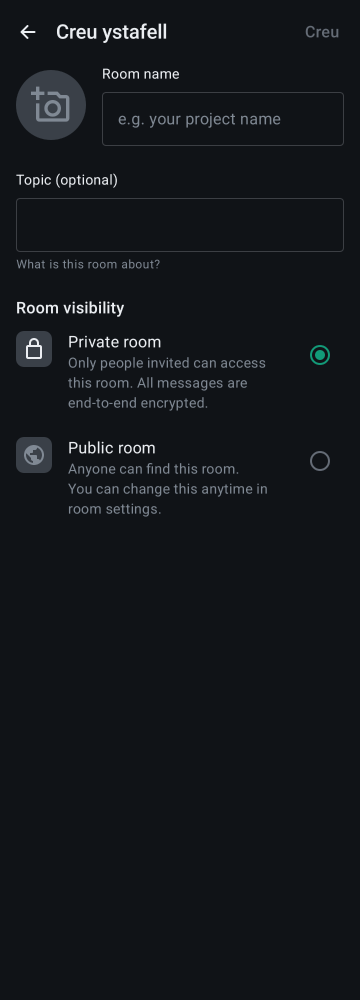 Creu ystafell
Creu
Room name
e.g. your project name
Topic (optional)
What is this room about?
Room visibility
Private room
Only people invited can access
this room. All messages are
end-to-end encrypted.
Public room
Anyone can find this room.
You can change this anytime in
room settings.